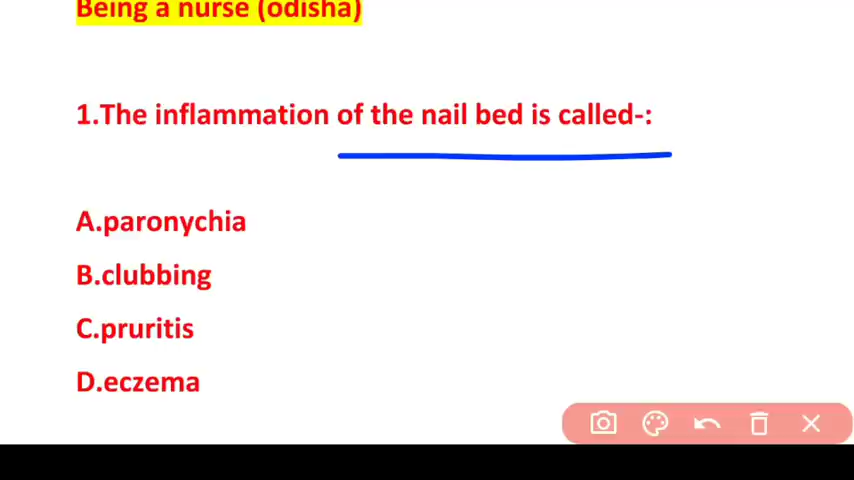 Being a nurse (odisha)
1.The inflammation of the nail bed is called-:
A.paronychia
B.clubbing
C.pruritis
D.eczema